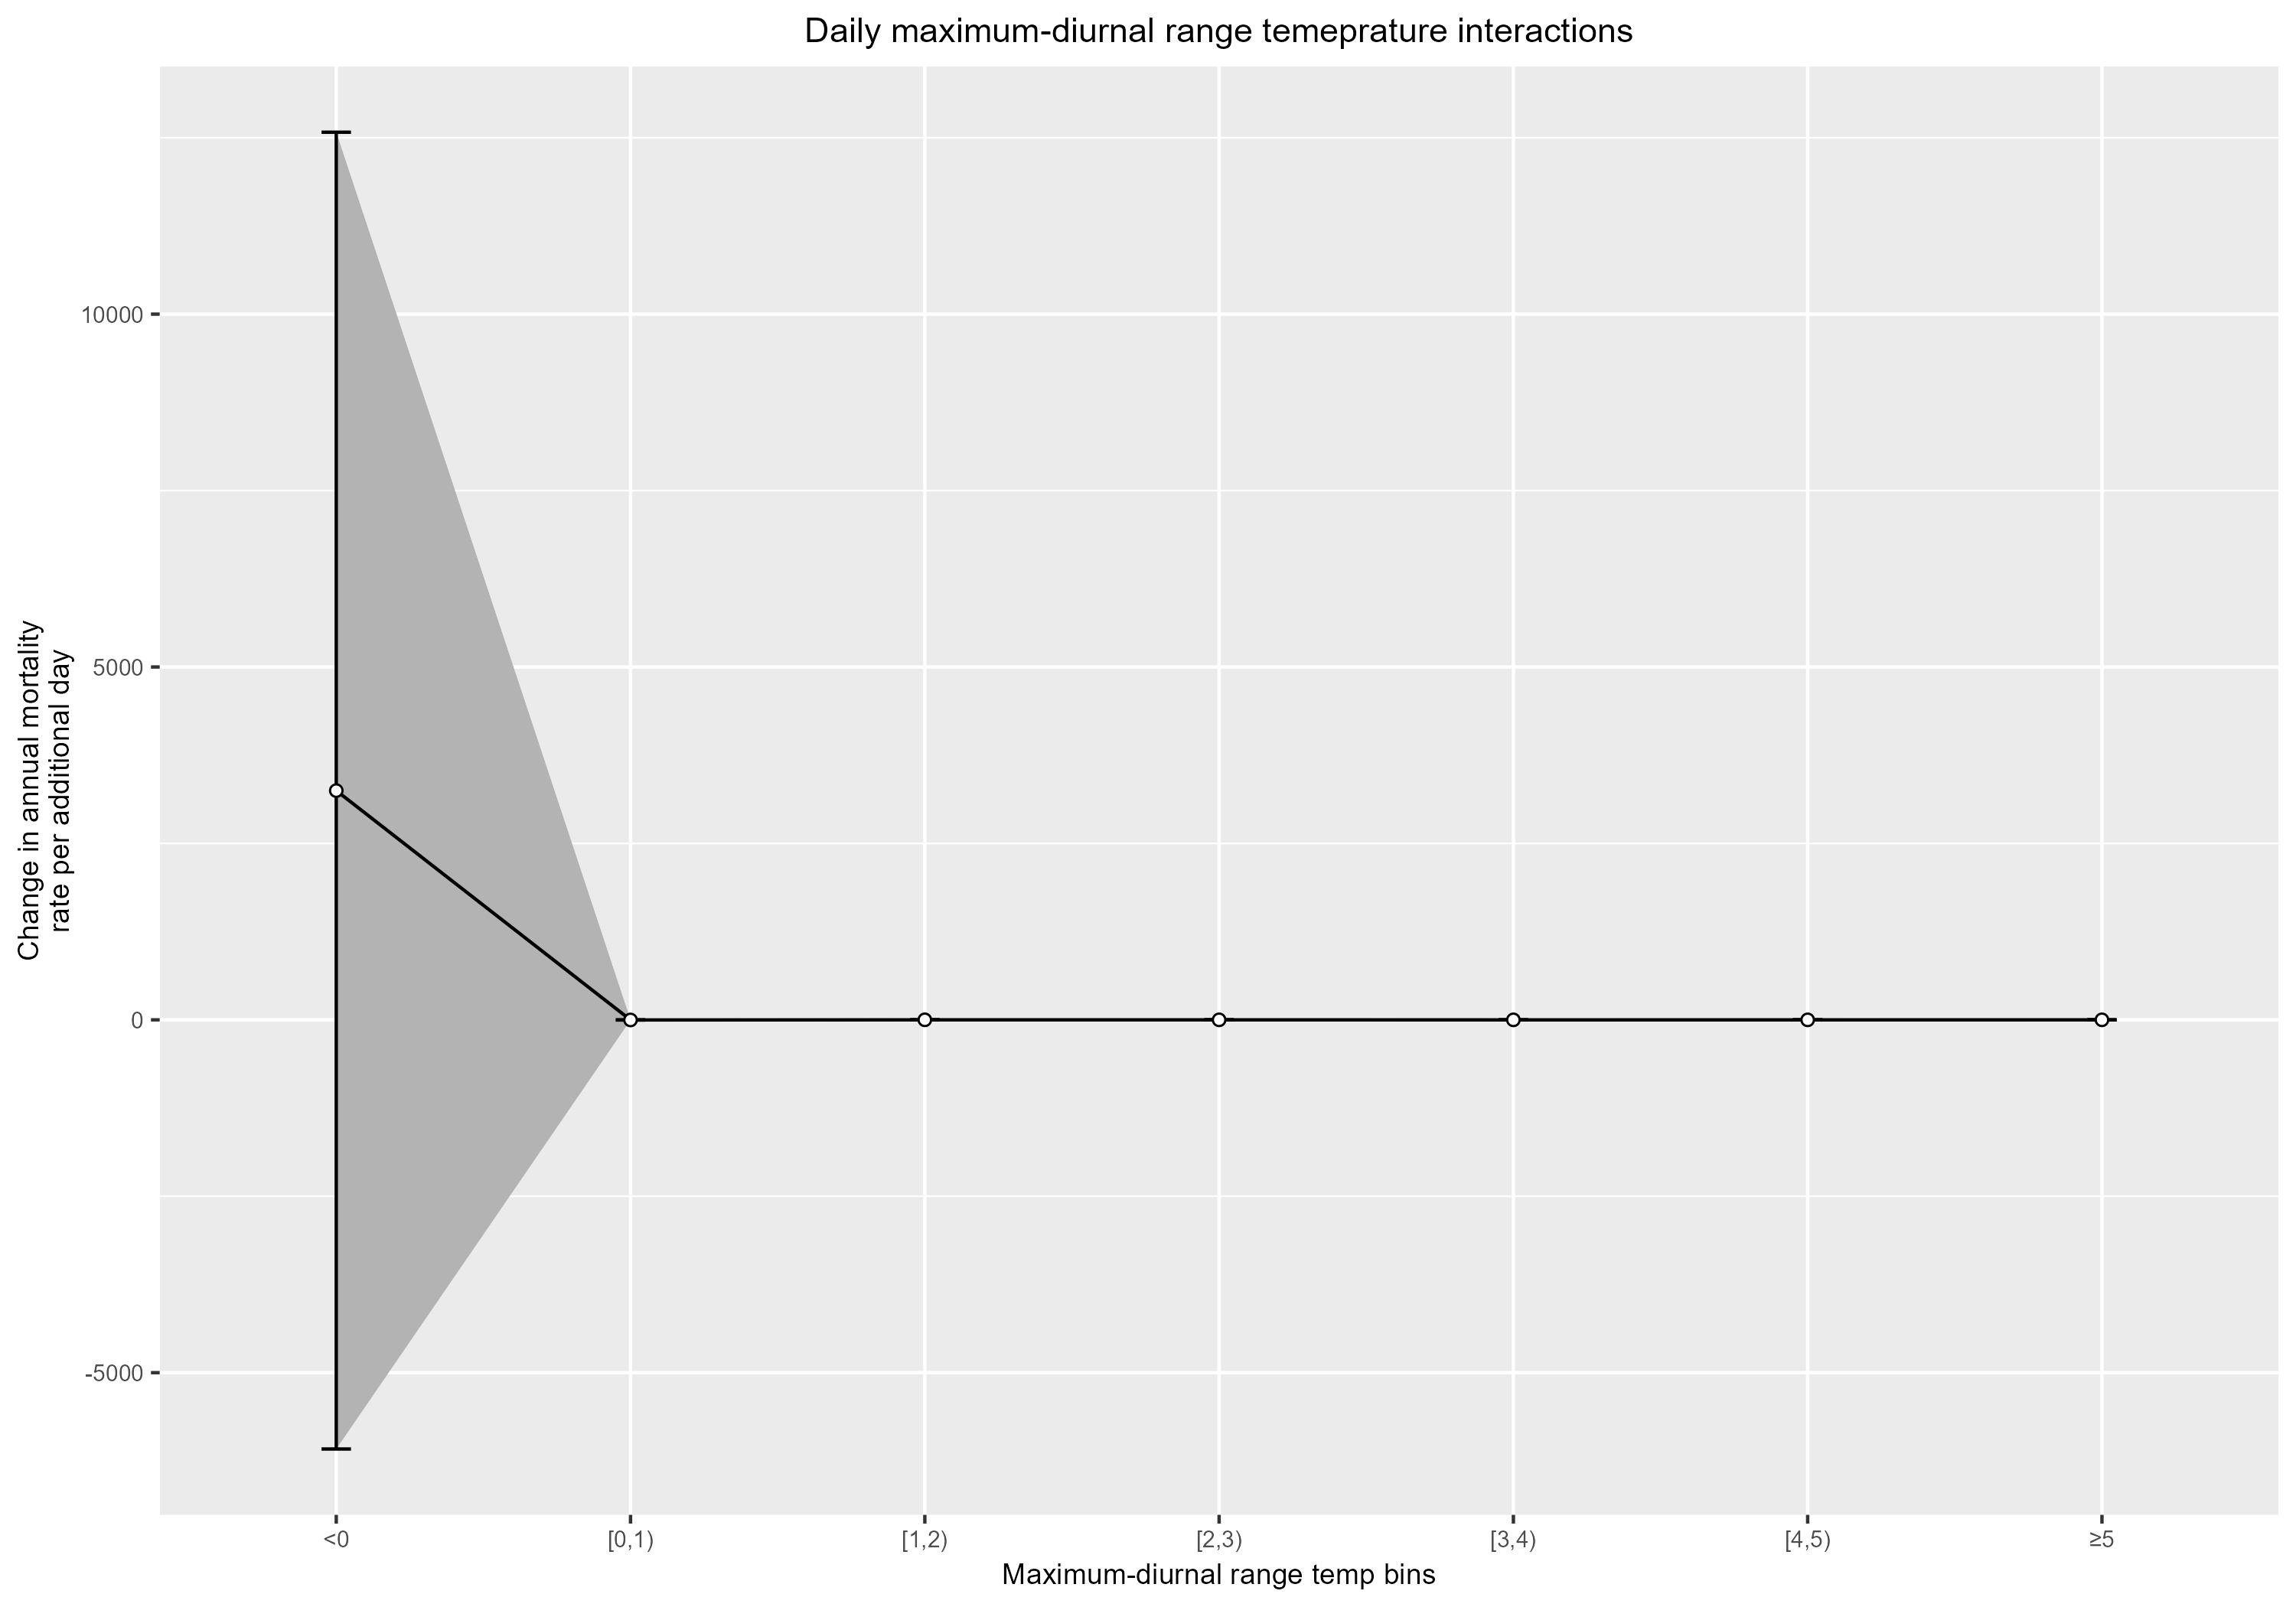 Daily maximum-diurnal range temeprature interactions
Change in annual mortality
rate per additional day
10000
5000
0
-5000
<0
[0,1)
[1,2)
[2,3)
[3,4)
[4,5)
≥5
Maximum-diurnal range temp bins